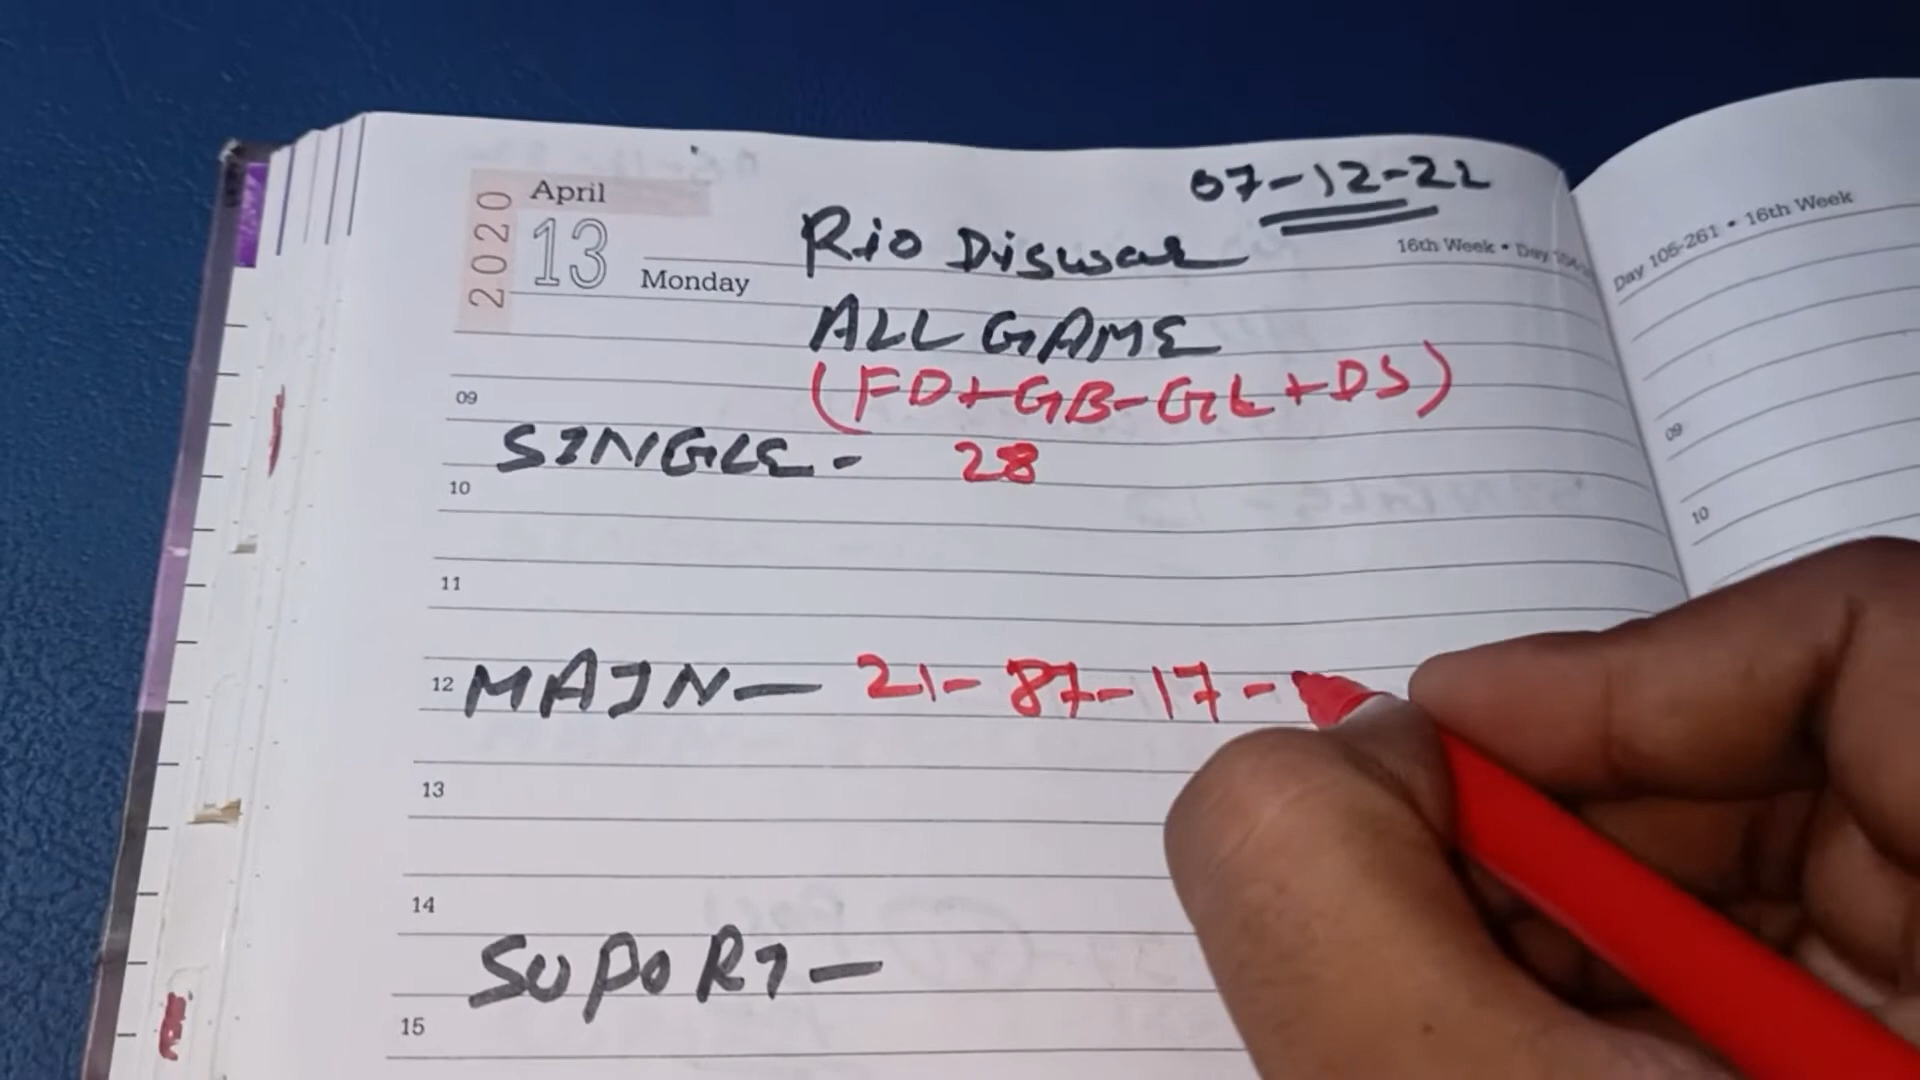 07-12-22
2020
April
13
Monday
Rio Diswar
16th Week • Day
Day 105-261 • 16th Week
ALL GAME
(FD+GB-GL+DS)
09
09
SINGLE - 28
10
10
11
12 MAIN - 21 - 87 - 17 -
13
14
SUPORT -
15